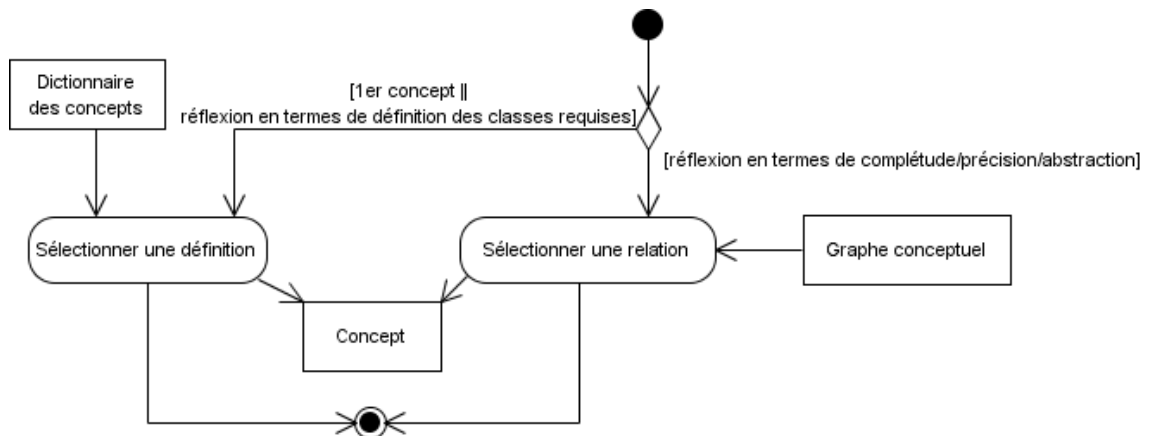 Dictionnaire
des concepts
[1er concept ||
réflexion en termes de définition des classes requises]
[réflexion en termes de complétude/précision/abstraction]
Sélectionner une définition
Sélectionner une relation
Graphe conceptuel
Concept